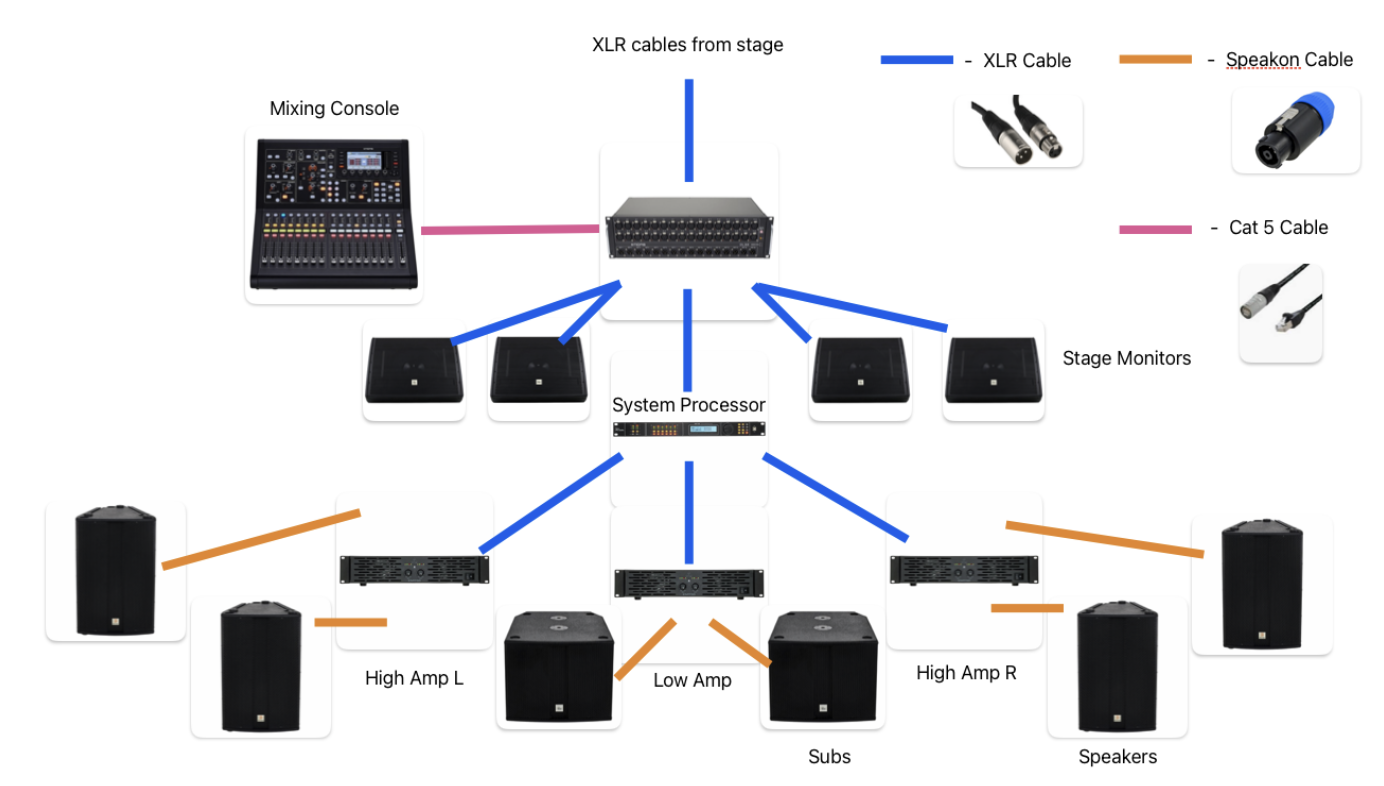 XLR cables from stage
- XLR Cable
- Speakon Cable
Mixing Console
- Cat 5 Cable
Stage Monitors
System Processor
High Amp L
Low Amp
High Amp R
Subs
Speakers